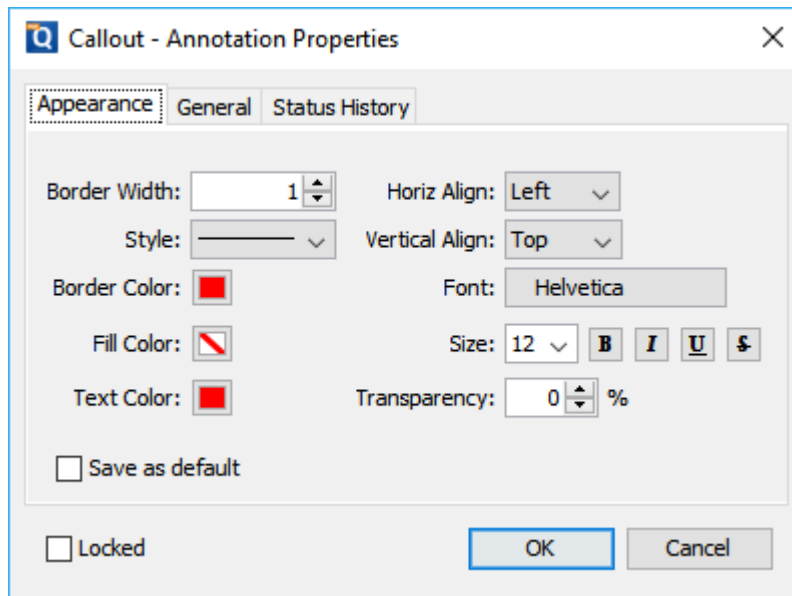 Callout - Annotation Properties
Appearance General Status History
Border Width: 1 Horiz Align: Left
Style: Vertical Align: Top
Border Color: Font: Helvetica
Fill Color: Size: 12 B I U S
Text Color: Transparency: 0 %
Save as default
Locked OK Cancel